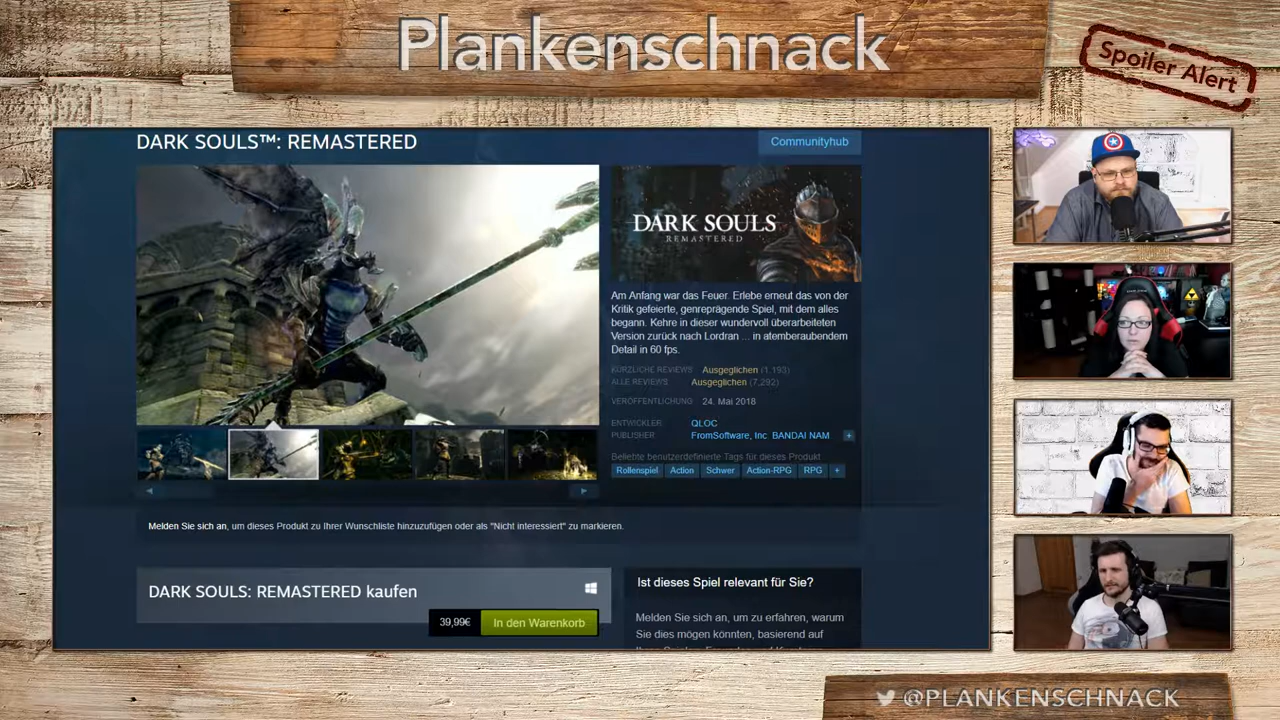 Plankenschnack
Spoiler Alert
DARK SOULS™: REMASTERED
Communityhub
DARK SOULS
REMASTERED
Am Anfang war das Feuer. Erlebe erneut das von der
Kritik gefeierte, genreprägende Spiel, mit dem alles
begann. Kehre in dieser wundervoll überarbeiteten
Version zurück nach Lordran ... in atemberaubendem
Detail in 60 fps.
KÜRZLICHE REVIEWS Ausgeglichen (1,193)
ALLE REVIEWS Ausgeglichen (7,292)
VERÖFFENTLICHUNG 24. Mai 2018
ENTWICKLER QLOC
PUBLISHER FromSoftware, Inc BANDAI NAM +
Beliebte benutzerdefinierte Tags für dieses Produkt
Rollenspiel Action Schwer Action-RPG RPG +
Melden Sie sich an, um dieses Produkt zu Ihrer Wunschliste hinzuzufügen oder als "Nicht interessiert" zu markieren.
DARK SOULS: REMASTERED kaufen
39,99€ In den Warenkorb
Ist dieses Spiel relevant für Sie?
Melden Sie sich an, um zu erfahren, warum
Sie dies mögen könnten, basierend auf
@PLANKENSCHNACK